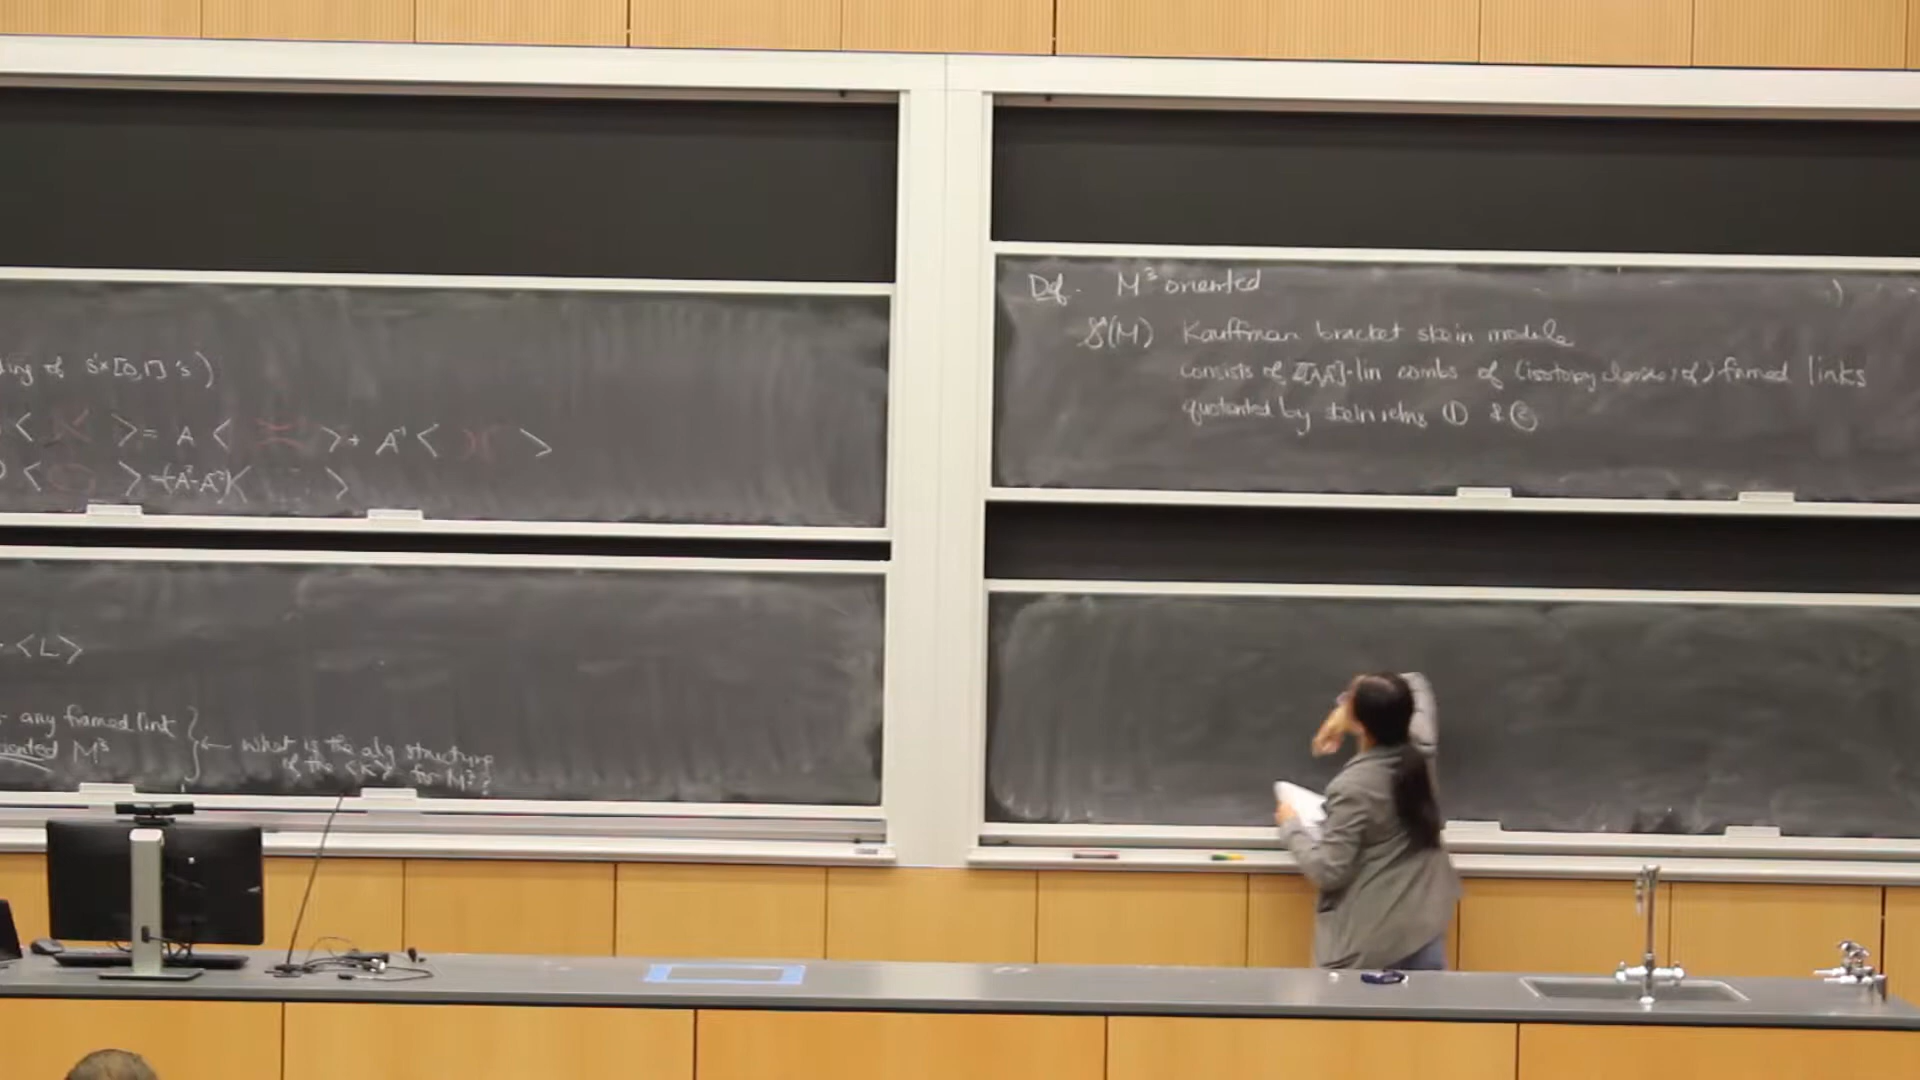 ding of S'×[0,1]'s)
< > = A < > + A⁻¹ < >
< > = (-A²-A⁻²) < >
<L>
any framed link
oriented M³
← What is the alg structure
of the <K> for M³?
Def. M³ oriented
S(M) Kauffman bracket skein module
consists of Z[A,A⁻¹]-lin combs of (isotopy classes of) framed links
quotiented by skein relns ① & ②